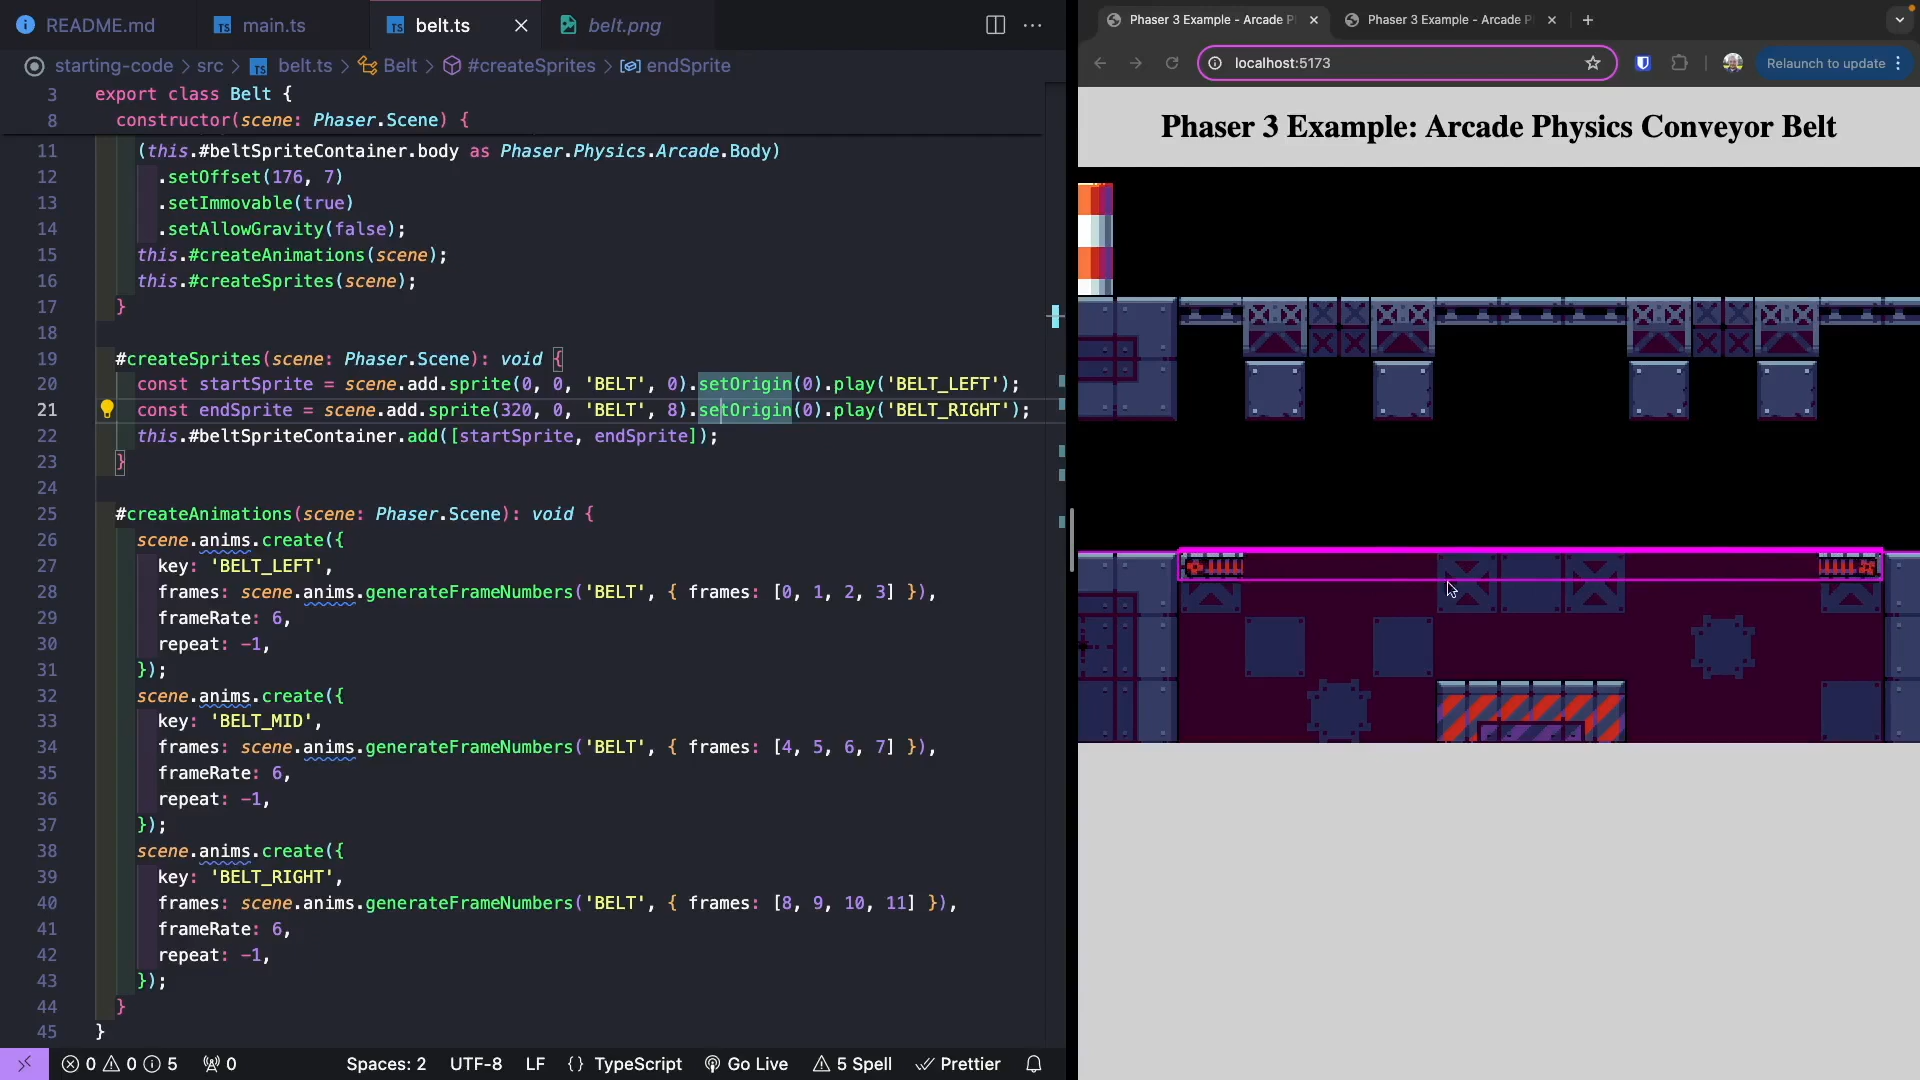 README.md
main.ts
belt.ts
belt.png
starting-code > src > belt.ts > Belt > #createSprites > endSprite
3 export class Belt {
8 constructor(scene: Phaser.Scene) {
11 (this.#beltSpriteContainer.body as Phaser.Physics.Arcade.Body)
12 .setOffset(176, 7)
13 .setImmovable(true)
14 .setAllowGravity(false);
15 this.#createAnimations(scene);
16 this.#createSprites(scene);
17 }
18
19 #createSprites(scene: Phaser.Scene): void {
20 const startSprite = scene.add.sprite(0, 0, 'BELT', 0).setOrigin(0).play('BELT_LEFT');
21 const endSprite = scene.add.sprite(320, 0, 'BELT', 8).setOrigin(0).play('BELT_RIGHT');
22 this.#beltSpriteContainer.add([startSprite, endSprite]);
23 }
24
25 #createAnimations(scene: Phaser.Scene): void {
26 scene.anims.create({
27 key: 'BELT_LEFT',
28 frames: scene.anims.generateFrameNumbers('BELT', { frames: [0, 1, 2, 3] }),
29 frameRate: 6,
30 repeat: -1,
31 });
32 scene.anims.create({
33 key: 'BELT_MID',
34 frames: scene.anims.generateFrameNumbers('BELT', { frames: [4, 5, 6, 7] }),
35 frameRate: 6,
36 repeat: -1,
37 });
38 scene.anims.create({
39 key: 'BELT_RIGHT',
40 frames: scene.anims.generateFrameNumbers('BELT', { frames: [8, 9, 10, 11] }),
41 frameRate: 6,
42 repeat: -1,
43 });
44 }
45 }
0 0 5 0 Spaces: 2 UTF-8 LF {} TypeScript Go Live 5 Spell Prettier
Phaser 3 Example - Arcade P
Phaser 3 Example - Arcade P
localhost:5173
Relaunch to update
Phaser 3 Example: Arcade Physics Conveyor Belt